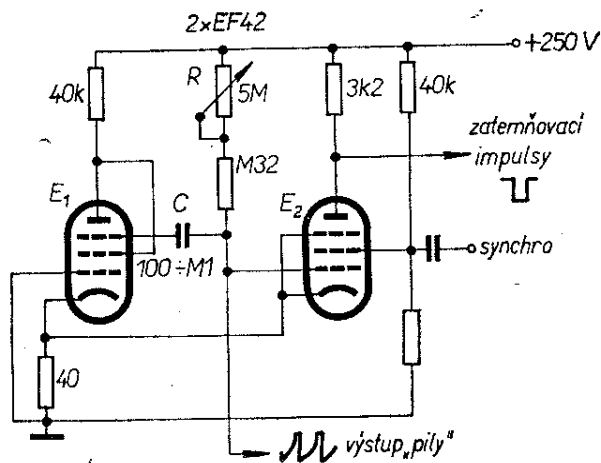 2×EF42
+250 V
R
40k
5M
3k2
40k
zatemňovací
impulsy
M32
E₁
C
E₂
100÷M1
synchro
40
výstup „pily"